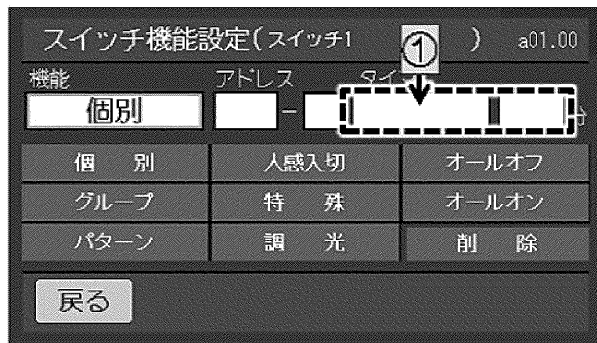 スイッチ機能設定(スイッチ1 ) a01.00
①
機能 アドレス タイ
個別 -
個 別 人感入切 オールオフ
グループ 特 殊 オールオン
パターン 調 光 削 除
戻る